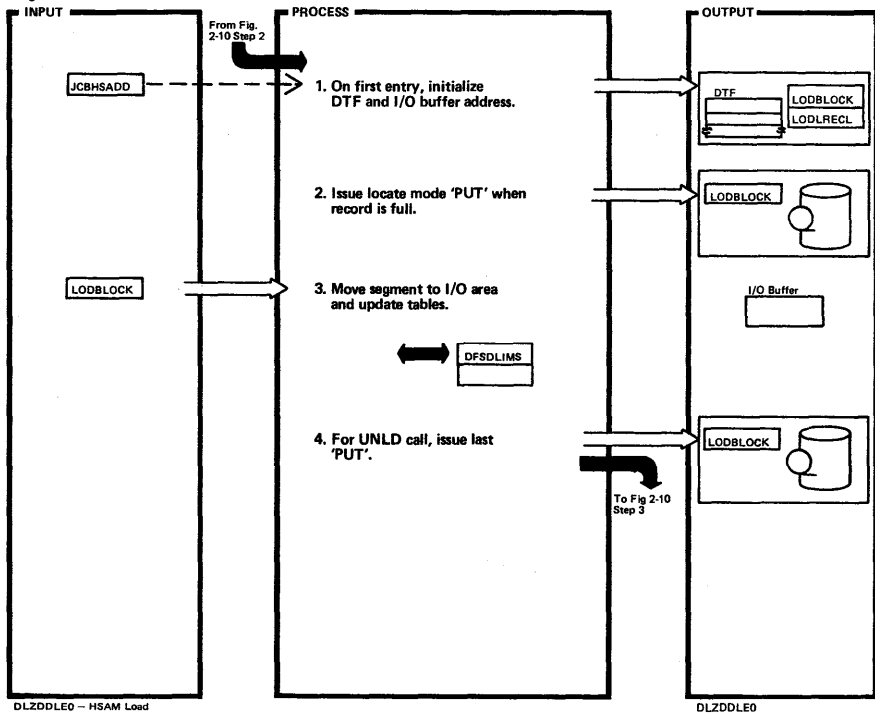 INPUT
PROCESS
OUTPUT
From Fig.
2-10 Step 2
JCBHSADD
1. On first entry, initialize
DTF and I/O buffer address.
DTF
LODBLOCK
LODLRECL
2. Issue locate mode 'PUT' when
record is full.
LODBLOCK
LODBLOCK
3. Move segment to I/O area
and update tables.
I/O Buffer
DFSDLIMS
4. For UNLD call, issue last
'PUT'.
LODBLOCK
To Fig 2-10
Step 3
DLZDDLE0 – HSAM Load
DLZDDLE0